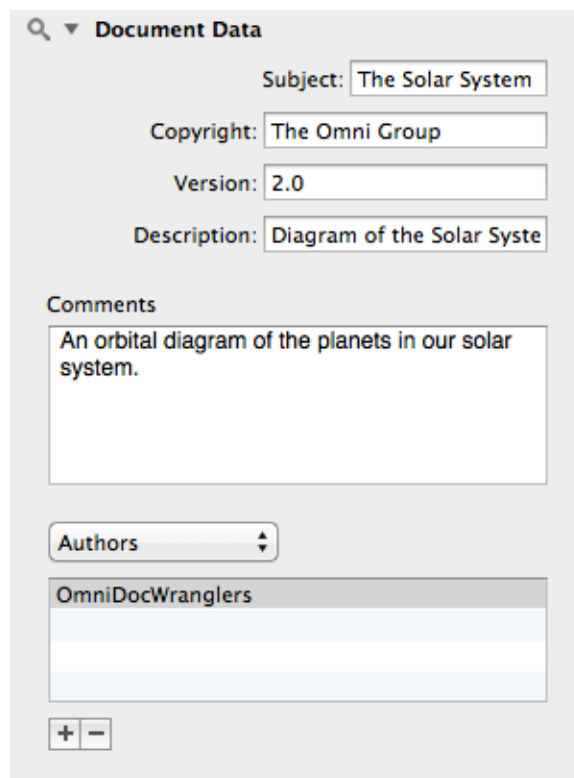 Document Data
Subject: The Solar System
Copyright: The Omni Group
Version: 2.0
Description: Diagram of the Solar Syste
Comments
An orbital diagram of the planets in our solar
system.
Authors
OmniDocWranglers
+ −